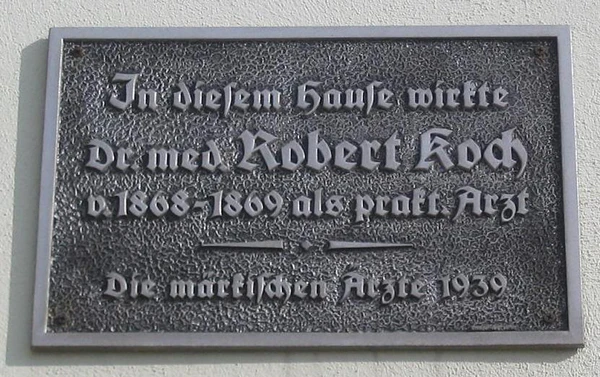 In diesem Hause wirkte
Dr. med. Robert Koch
v. 1868-1869 als prakt. Arzt
Die märkischen Ärzte 1939